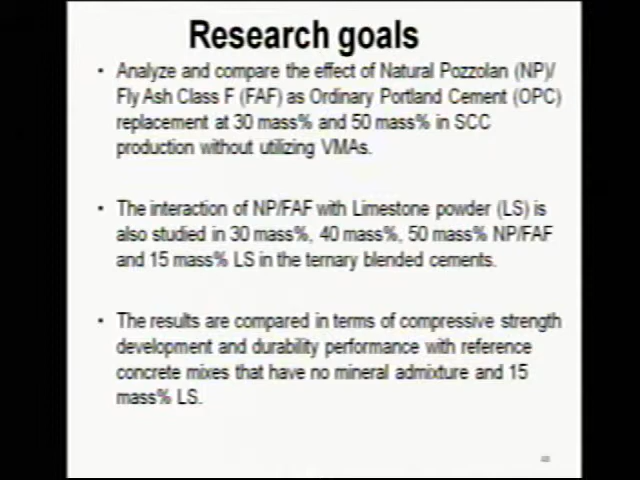 Research goals
• Analyze and compare the effect of Natural Pozzolan (NP)/
Fly Ash Class F (FAF) as Ordinary Portland Cement (OPC)
replacement at 30 mass% and 50 mass% in SCC
production without utilizing VMAs.
• The interaction of NP/FAF with Limestone powder (LS) is
also studied in 30 mass%, 40 mass%, 50 mass% NP/FAF
and 15 mass% LS in the ternary blended cements.
• The results are compared in terms of compressive strength
development and durability performance with reference
concrete mixes that have no mineral admixture and 15
mass% LS.